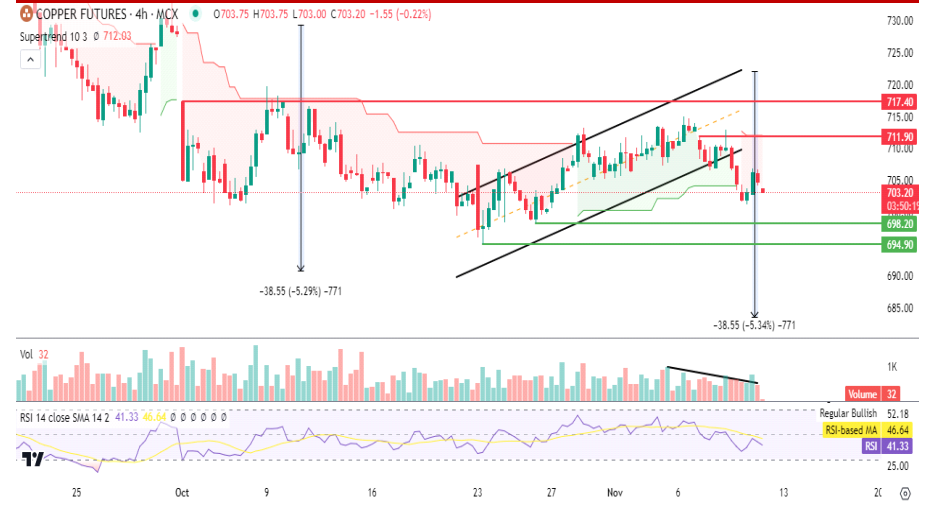 COPPER FUTURES · 4h · MCX O703.75 H703.75 L703.00 C703.20 −1.55 (−0.22%)
Supertrend 10 3 Ø 712.03
730.00
725.00
720.00
717.40
715.00
711.90
710.00
705.00
703.20
03:50:15
698.20
694.90
690.00
685.00
−38.55 (−5.29%) −771
−38.55 (−5.34%) −771
Vol 32
1K
Volume 32
RSI 14 close SMA 14 2 41.33 46.64 Ø Ø Ø Ø Ø Ø
Regular Bullish 52.18
RSI-based MA 46.64
RSI 41.33
25.00
25 Oct 9 16 23 27 Nov 6 13